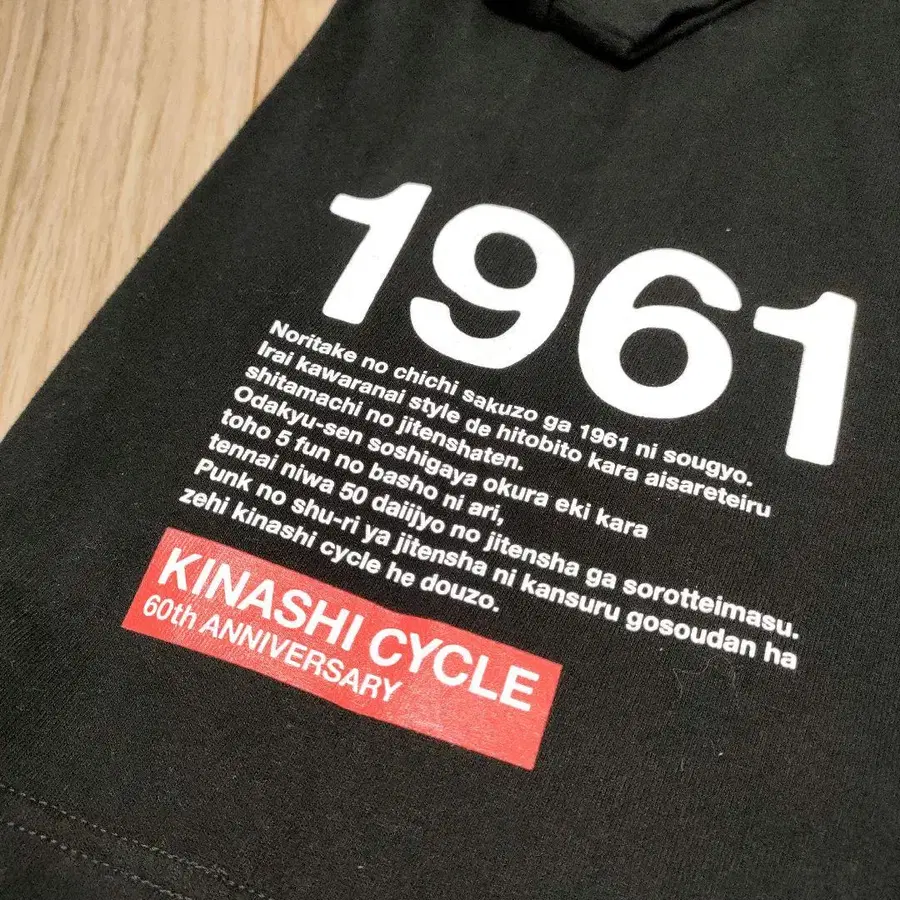 1961
Noritake no chichi sakuzo ga 1961 ni sougyo.
Irai kawaranai style de hitobito kara aisareteiru
shitamachi no jitenshaten.
Odakyu-sen soshigaya okura eki kara
toho 5 fun no basho ni ari,
tennai niwa 50 daiijyo no jitensha ga sorotteimasu.
Punk no shu-ri ya jitensha ni kansuru gosoudan ha
zehi kinashi cycle he douzo.
KINASHI CYCLE
60th ANNIVERSARY